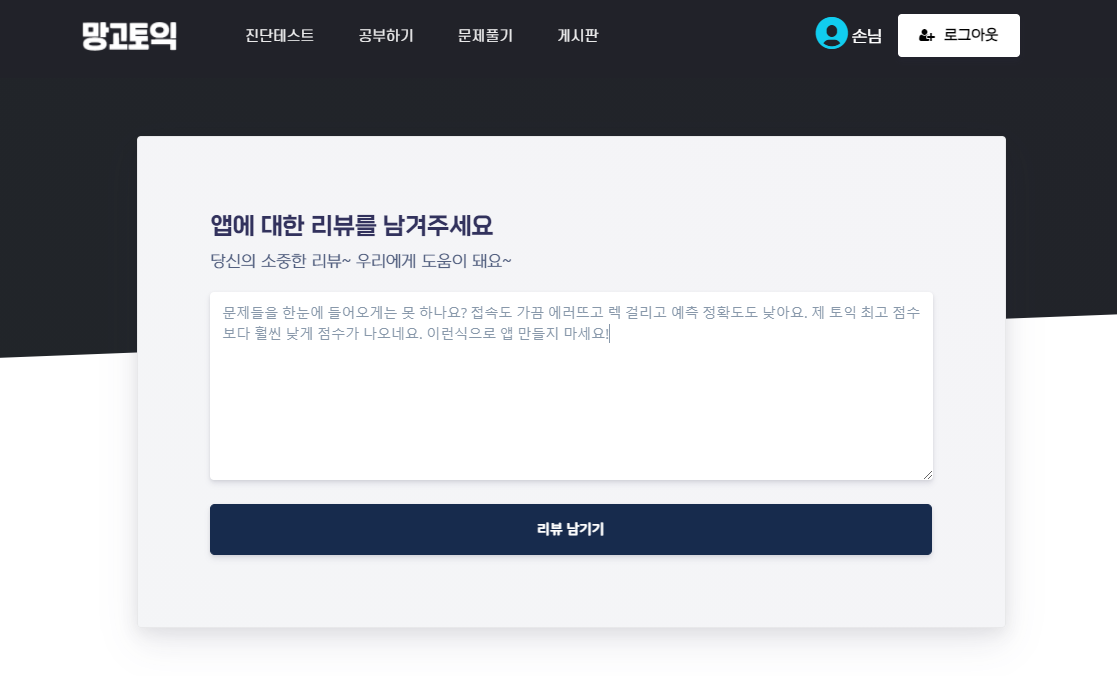 망고토익
진단테스트 공부하기 문제풀기 게시판 손님 로그아웃
앱에 대한 리뷰를 남겨주세요
당신의 소중한 리뷰~ 우리에게 도움이 돼요~
문제들을 한눈에 들어오게는 못 하나요? 접속도 가끔 에러뜨고 렉 걸리고 예측 정확도도 낮아요. 제 토익 최고 점수
보다 훨씬 낮게 점수가 나오네요. 이런식으로 앱 만들지 마세요!
리뷰 남기기